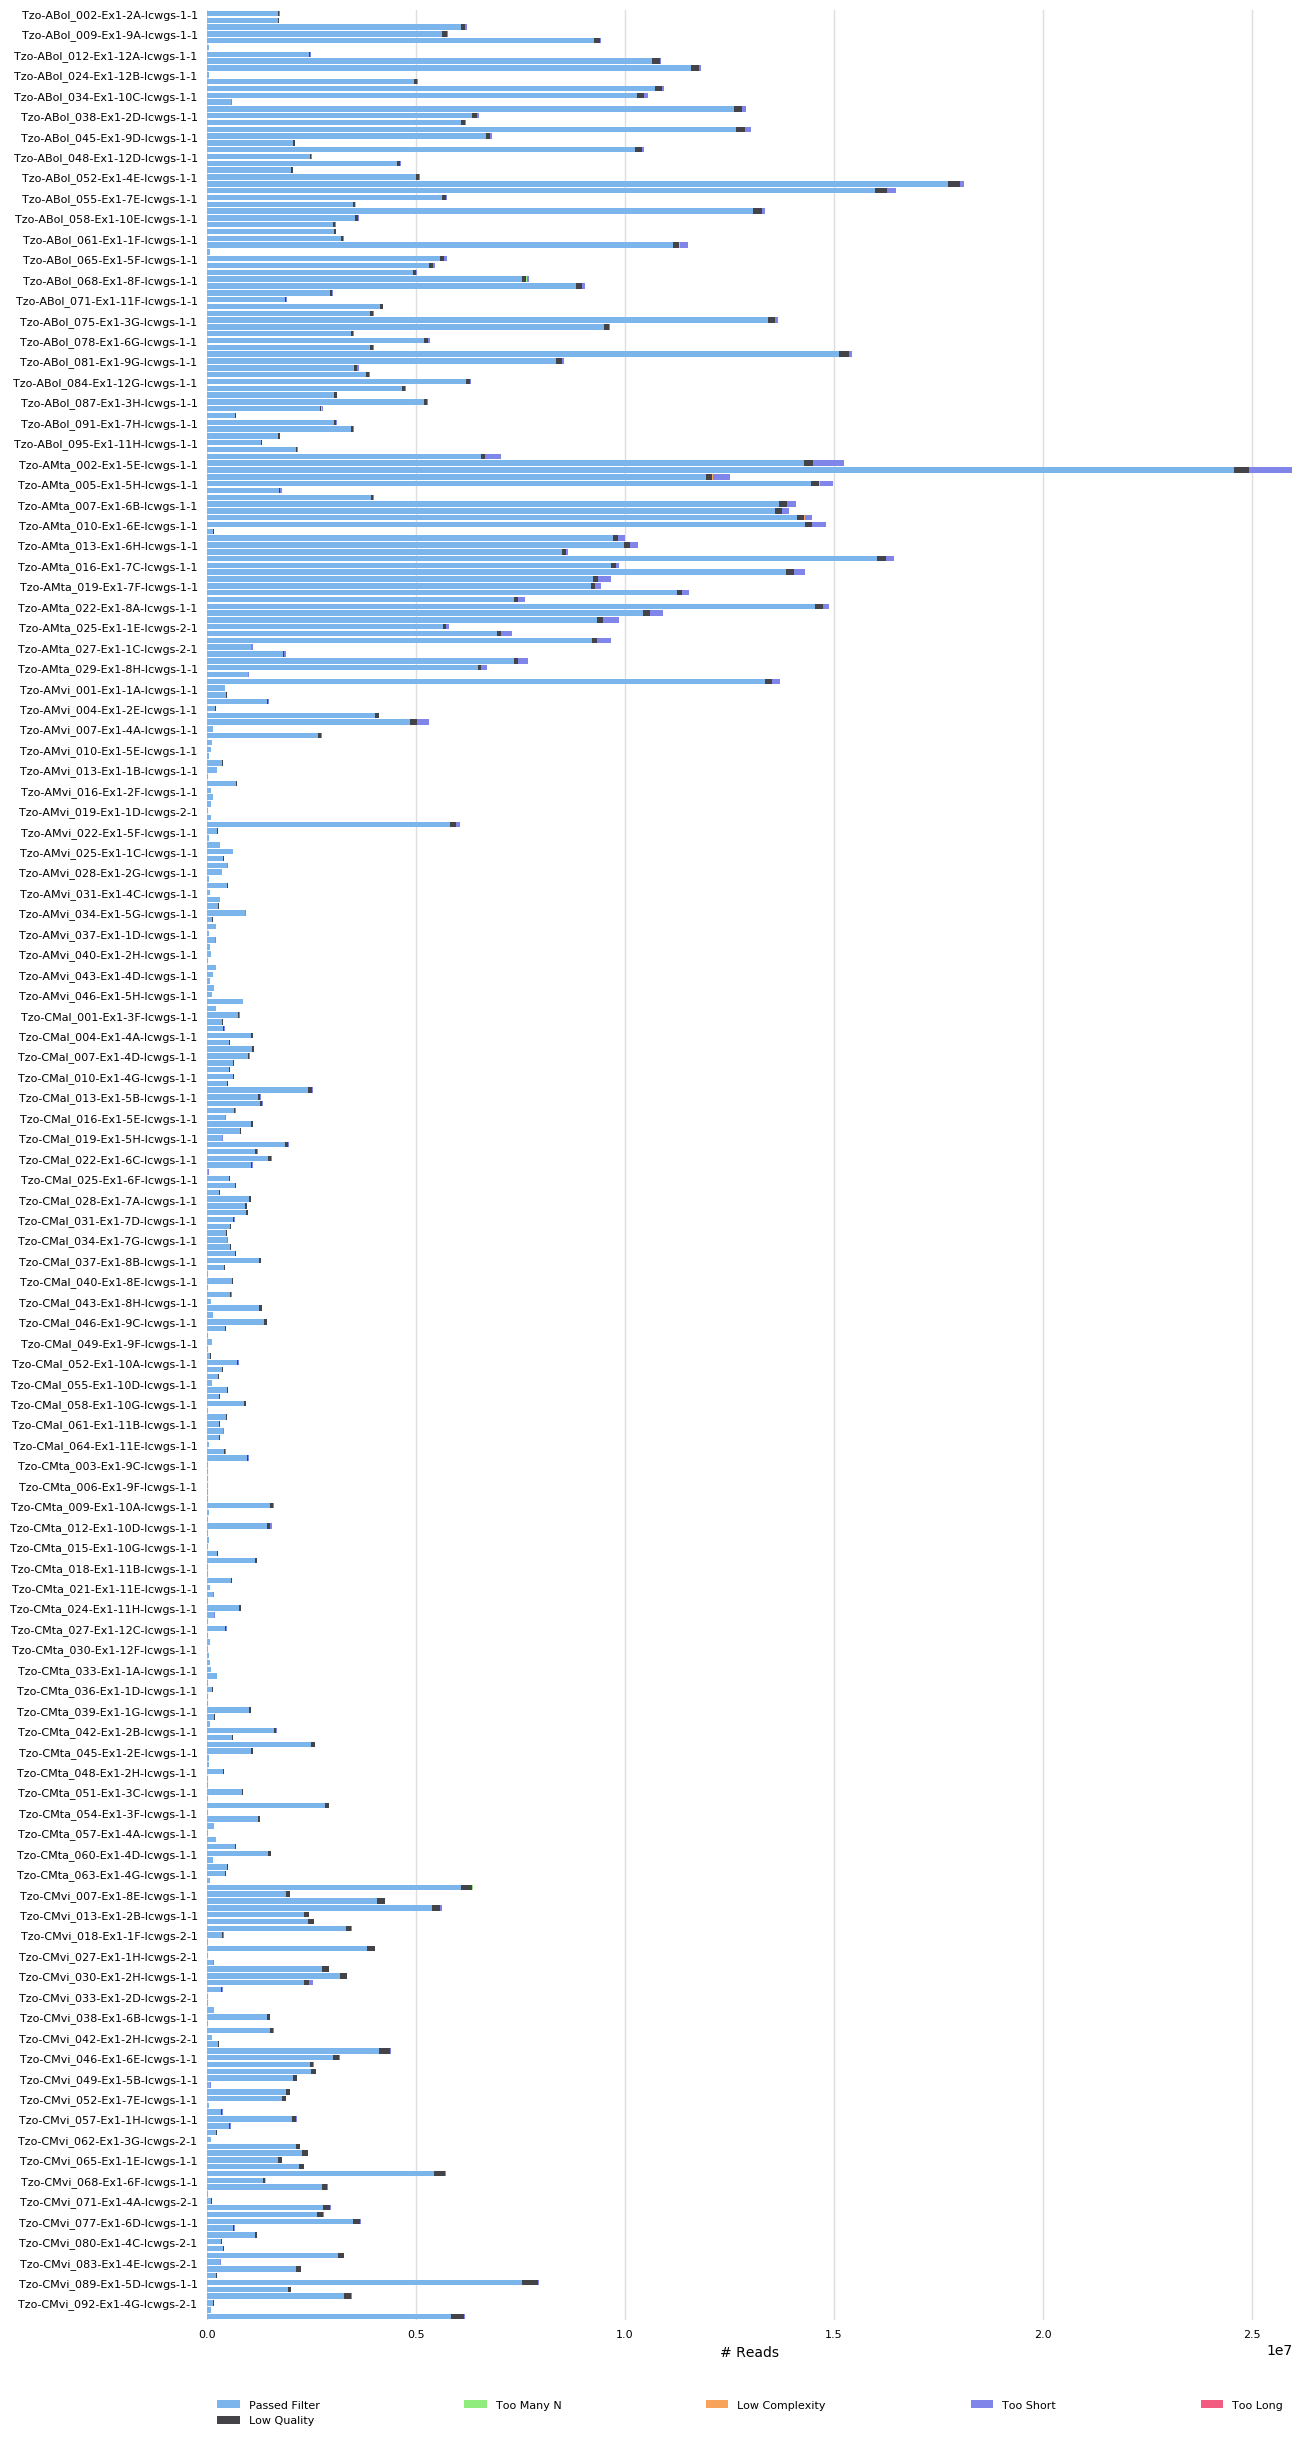 Tzo-ABol_002-Ex1-2A-lcwgs-1-1
Tzo-ABol_009-Ex1-9A-lcwgs-1-1
Tzo-ABol_012-Ex1-12A-lcwgs-1-1
Tzo-ABol_024-Ex1-12B-lcwgs-1-1
Tzo-ABol_034-Ex1-10C-lcwgs-1-1
Tzo-ABol_038-Ex1-2D-lcwgs-1-1
Tzo-ABol_045-Ex1-9D-lcwgs-1-1
Tzo-ABol_048-Ex1-12D-lcwgs-1-1
Tzo-ABol_052-Ex1-4E-lcwgs-1-1
Tzo-ABol_055-Ex1-7E-lcwgs-1-1
Tzo-ABol_058-Ex1-10E-lcwgs-1-1
Tzo-ABol_061-Ex1-1F-lcwgs-1-1
Tzo-ABol_065-Ex1-5F-lcwgs-1-1
Tzo-ABol_068-Ex1-8F-lcwgs-1-1
Tzo-ABol_071-Ex1-11F-lcwgs-1-1
Tzo-ABol_075-Ex1-3G-lcwgs-1-1
Tzo-ABol_078-Ex1-6G-lcwgs-1-1
Tzo-ABol_081-Ex1-9G-lcwgs-1-1
Tzo-ABol_084-Ex1-12G-lcwgs-1-1
Tzo-ABol_087-Ex1-3H-lcwgs-1-1
Tzo-ABol_091-Ex1-7H-lcwgs-1-1
Tzo-ABol_095-Ex1-11H-lcwgs-1-1
Tzo-AMta_002-Ex1-5E-lcwgs-1-1
Tzo-AMta_005-Ex1-5H-lcwgs-1-1
Tzo-AMta_007-Ex1-6B-lcwgs-1-1
Tzo-AMta_010-Ex1-6E-lcwgs-1-1
Tzo-AMta_013-Ex1-6H-lcwgs-1-1
Tzo-AMta_016-Ex1-7C-lcwgs-1-1
Tzo-AMta_019-Ex1-7F-lcwgs-1-1
Tzo-AMta_022-Ex1-8A-lcwgs-1-1
Tzo-AMta_025-Ex1-1E-lcwgs-2-1
Tzo-AMta_027-Ex1-1C-lcwgs-2-1
Tzo-AMta_029-Ex1-8H-lcwgs-1-1
Tzo-AMvi_001-Ex1-1A-lcwgs-1-1
Tzo-AMvi_004-Ex1-2E-lcwgs-1-1
Tzo-AMvi_007-Ex1-4A-lcwgs-1-1
Tzo-AMvi_010-Ex1-5E-lcwgs-1-1
Tzo-AMvi_013-Ex1-1B-lcwgs-1-1
Tzo-AMvi_016-Ex1-2F-lcwgs-1-1
Tzo-AMvi_019-Ex1-1D-lcwgs-2-1
Tzo-AMvi_022-Ex1-5F-lcwgs-1-1
Tzo-AMvi_025-Ex1-1C-lcwgs-1-1
Tzo-AMvi_028-Ex1-2G-lcwgs-1-1
Tzo-AMvi_031-Ex1-4C-lcwgs-1-1
Tzo-AMvi_034-Ex1-5G-lcwgs-1-1
Tzo-AMvi_037-Ex1-1D-lcwgs-1-1
Tzo-AMvi_040-Ex1-2H-lcwgs-1-1
Tzo-AMvi_043-Ex1-4D-lcwgs-1-1
Tzo-AMvi_046-Ex1-5H-lcwgs-1-1
Tzo-CMal_001-Ex1-3F-lcwgs-1-1
Tzo-CMal_004-Ex1-4A-lcwgs-1-1
Tzo-CMal_007-Ex1-4D-lcwgs-1-1
Tzo-CMal_010-Ex1-4G-lcwgs-1-1
Tzo-CMal_013-Ex1-5B-lcwgs-1-1
Tzo-CMal_016-Ex1-5E-lcwgs-1-1
Tzo-CMal_019-Ex1-5H-lcwgs-1-1
Tzo-CMal_022-Ex1-6C-lcwgs-1-1
Tzo-CMal_025-Ex1-6F-lcwgs-1-1
Tzo-CMal_028-Ex1-7A-lcwgs-1-1
Tzo-CMal_031-Ex1-7D-lcwgs-1-1
Tzo-CMal_034-Ex1-7G-lcwgs-1-1
Tzo-CMal_037-Ex1-8B-lcwgs-1-1
Tzo-CMal_040-Ex1-8E-lcwgs-1-1
Tzo-CMal_043-Ex1-8H-lcwgs-1-1
Tzo-CMal_046-Ex1-9C-lcwgs-1-1
Tzo-CMal_049-Ex1-9F-lcwgs-1-1
Tzo-CMal_052-Ex1-10A-lcwgs-1-1
Tzo-CMal_055-Ex1-10D-lcwgs-1-1
Tzo-CMal_058-Ex1-10G-lcwgs-1-1
Tzo-CMal_061-Ex1-11B-lcwgs-1-1
Tzo-CMal_064-Ex1-11E-lcwgs-1-1
Tzo-CMta_003-Ex1-9C-lcwgs-1-1
Tzo-CMta_006-Ex1-9F-lcwgs-1-1
Tzo-CMta_009-Ex1-10A-lcwgs-1-1
Tzo-CMta_012-Ex1-10D-lcwgs-1-1
Tzo-CMta_015-Ex1-10G-lcwgs-1-1
Tzo-CMta_018-Ex1-11B-lcwgs-1-1
Tzo-CMta_021-Ex1-11E-lcwgs-1-1
Tzo-CMta_024-Ex1-11H-lcwgs-1-1
Tzo-CMta_027-Ex1-12C-lcwgs-1-1
Tzo-CMta_030-Ex1-12F-lcwgs-1-1
Tzo-CMta_033-Ex1-1A-lcwgs-1-1
Tzo-CMta_036-Ex1-1D-lcwgs-1-1
Tzo-CMta_039-Ex1-1G-lcwgs-1-1
Tzo-CMta_042-Ex1-2B-lcwgs-1-1
Tzo-CMta_045-Ex1-2E-lcwgs-1-1
Tzo-CMta_048-Ex1-2H-lcwgs-1-1
Tzo-CMta_051-Ex1-3C-lcwgs-1-1
Tzo-CMta_054-Ex1-3F-lcwgs-1-1
Tzo-CMta_057-Ex1-4A-lcwgs-1-1
Tzo-CMta_060-Ex1-4D-lcwgs-1-1
Tzo-CMta_063-Ex1-4G-lcwgs-1-1
Tzo-CMvi_007-Ex1-8E-lcwgs-1-1
Tzo-CMvi_013-Ex1-2B-lcwgs-1-1
Tzo-CMvi_018-Ex1-1F-lcwgs-2-1
Tzo-CMvi_027-Ex1-1H-lcwgs-2-1
Tzo-CMvi_030-Ex1-2H-lcwgs-1-1
Tzo-CMvi_033-Ex1-2D-lcwgs-2-1
Tzo-CMvi_038-Ex1-6B-lcwgs-1-1
Tzo-CMvi_042-Ex1-2H-lcwgs-2-1
Tzo-CMvi_046-Ex1-6E-lcwgs-1-1
Tzo-CMvi_049-Ex1-5B-lcwgs-1-1
Tzo-CMvi_052-Ex1-7E-lcwgs-1-1
Tzo-CMvi_057-Ex1-1H-lcwgs-1-1
Tzo-CMvi_062-Ex1-3G-lcwgs-2-1
Tzo-CMvi_065-Ex1-1E-lcwgs-1-1
Tzo-CMvi_068-Ex1-6F-lcwgs-1-1
Tzo-CMvi_071-Ex1-4A-lcwgs-2-1
Tzo-CMvi_077-Ex1-6D-lcwgs-1-1
Tzo-CMvi_080-Ex1-4C-lcwgs-2-1
Tzo-CMvi_083-Ex1-4E-lcwgs-2-1
Tzo-CMvi_089-Ex1-5D-lcwgs-1-1
Tzo-CMvi_092-Ex1-4G-lcwgs-2-1
0.0 0.5 1.0 1.5 2.0 2.5
1e7
# Reads
Passed Filter Too Many N Low Complexity Too Short Too Long
Low Quality